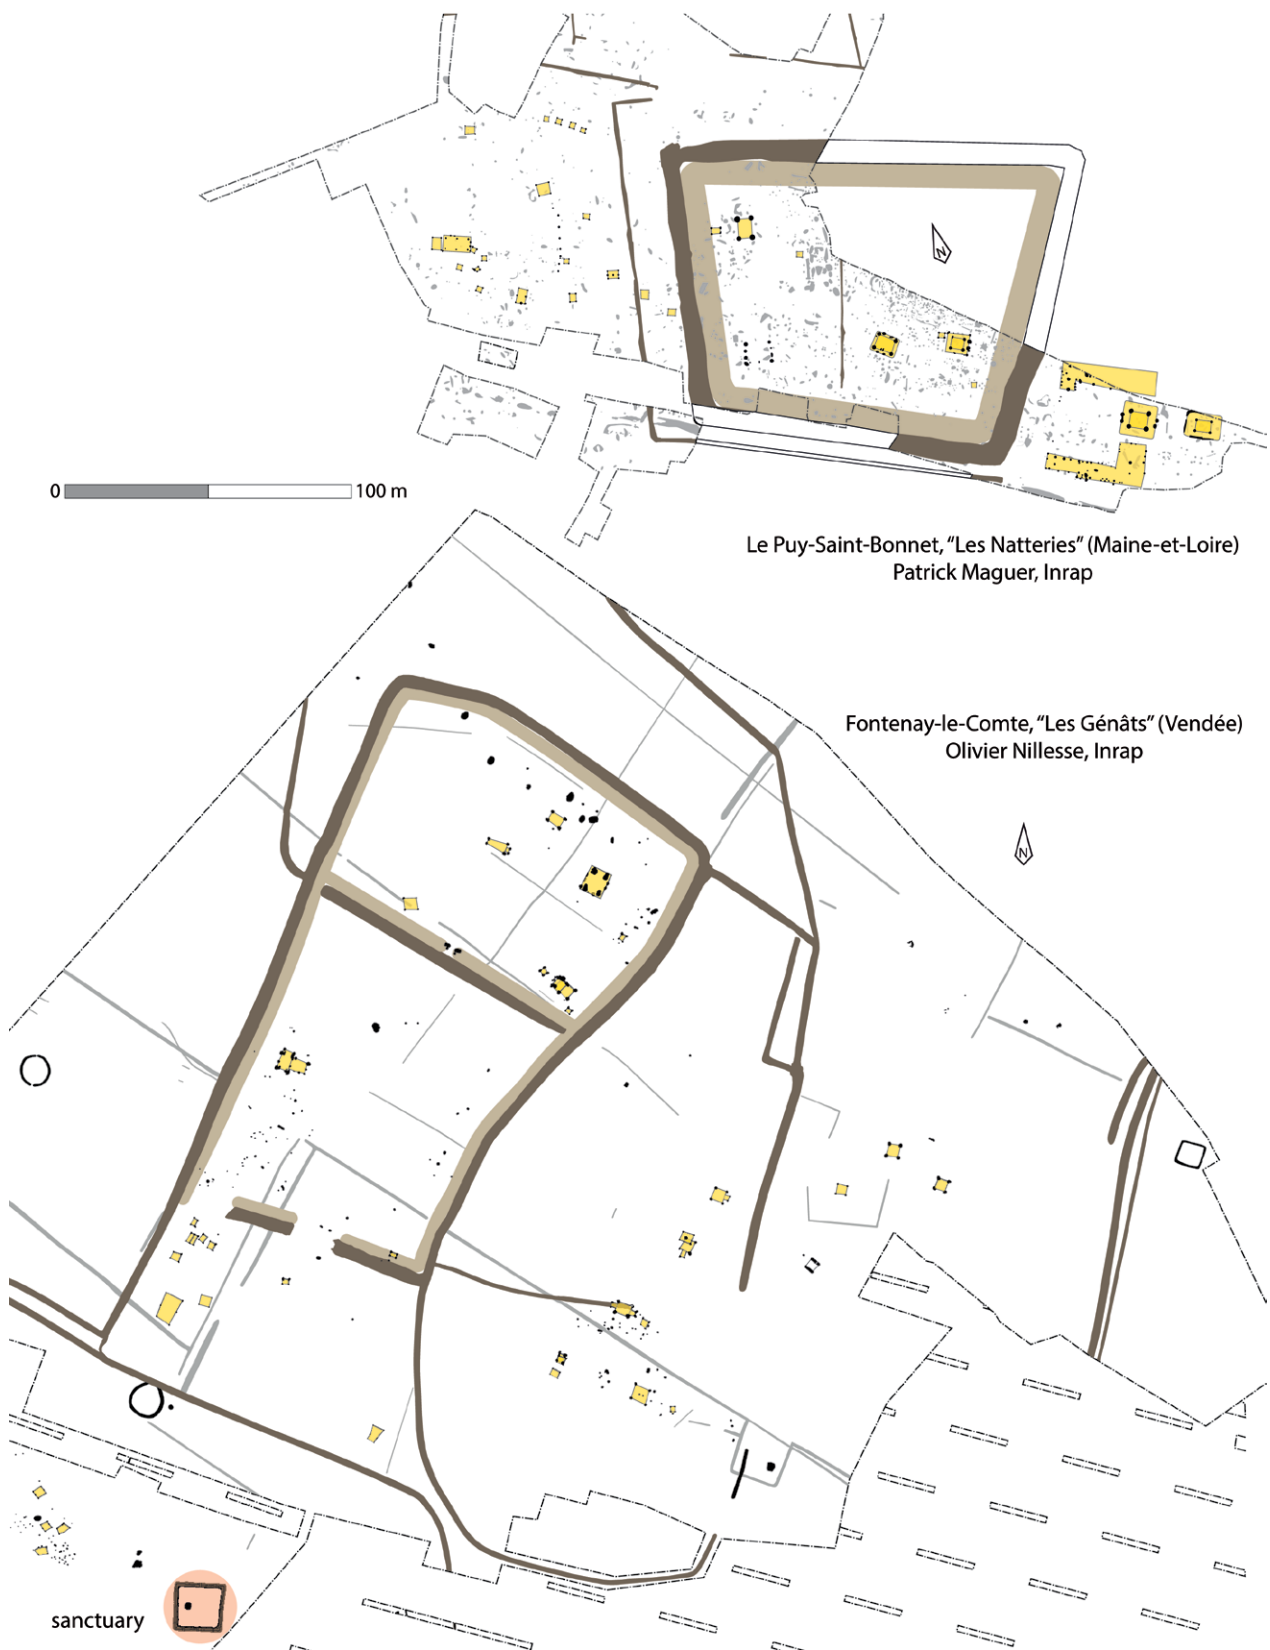 N
0 100 m
Le Puy-Saint-Bonnet, “Les Natteries” (Maine-et-Loire)
Patrick Maguer, Inrap
Fontenay-le-Comte, “Les Génâts” (Vendée)
Olivier Nillesse, Inrap
N
sanctuary